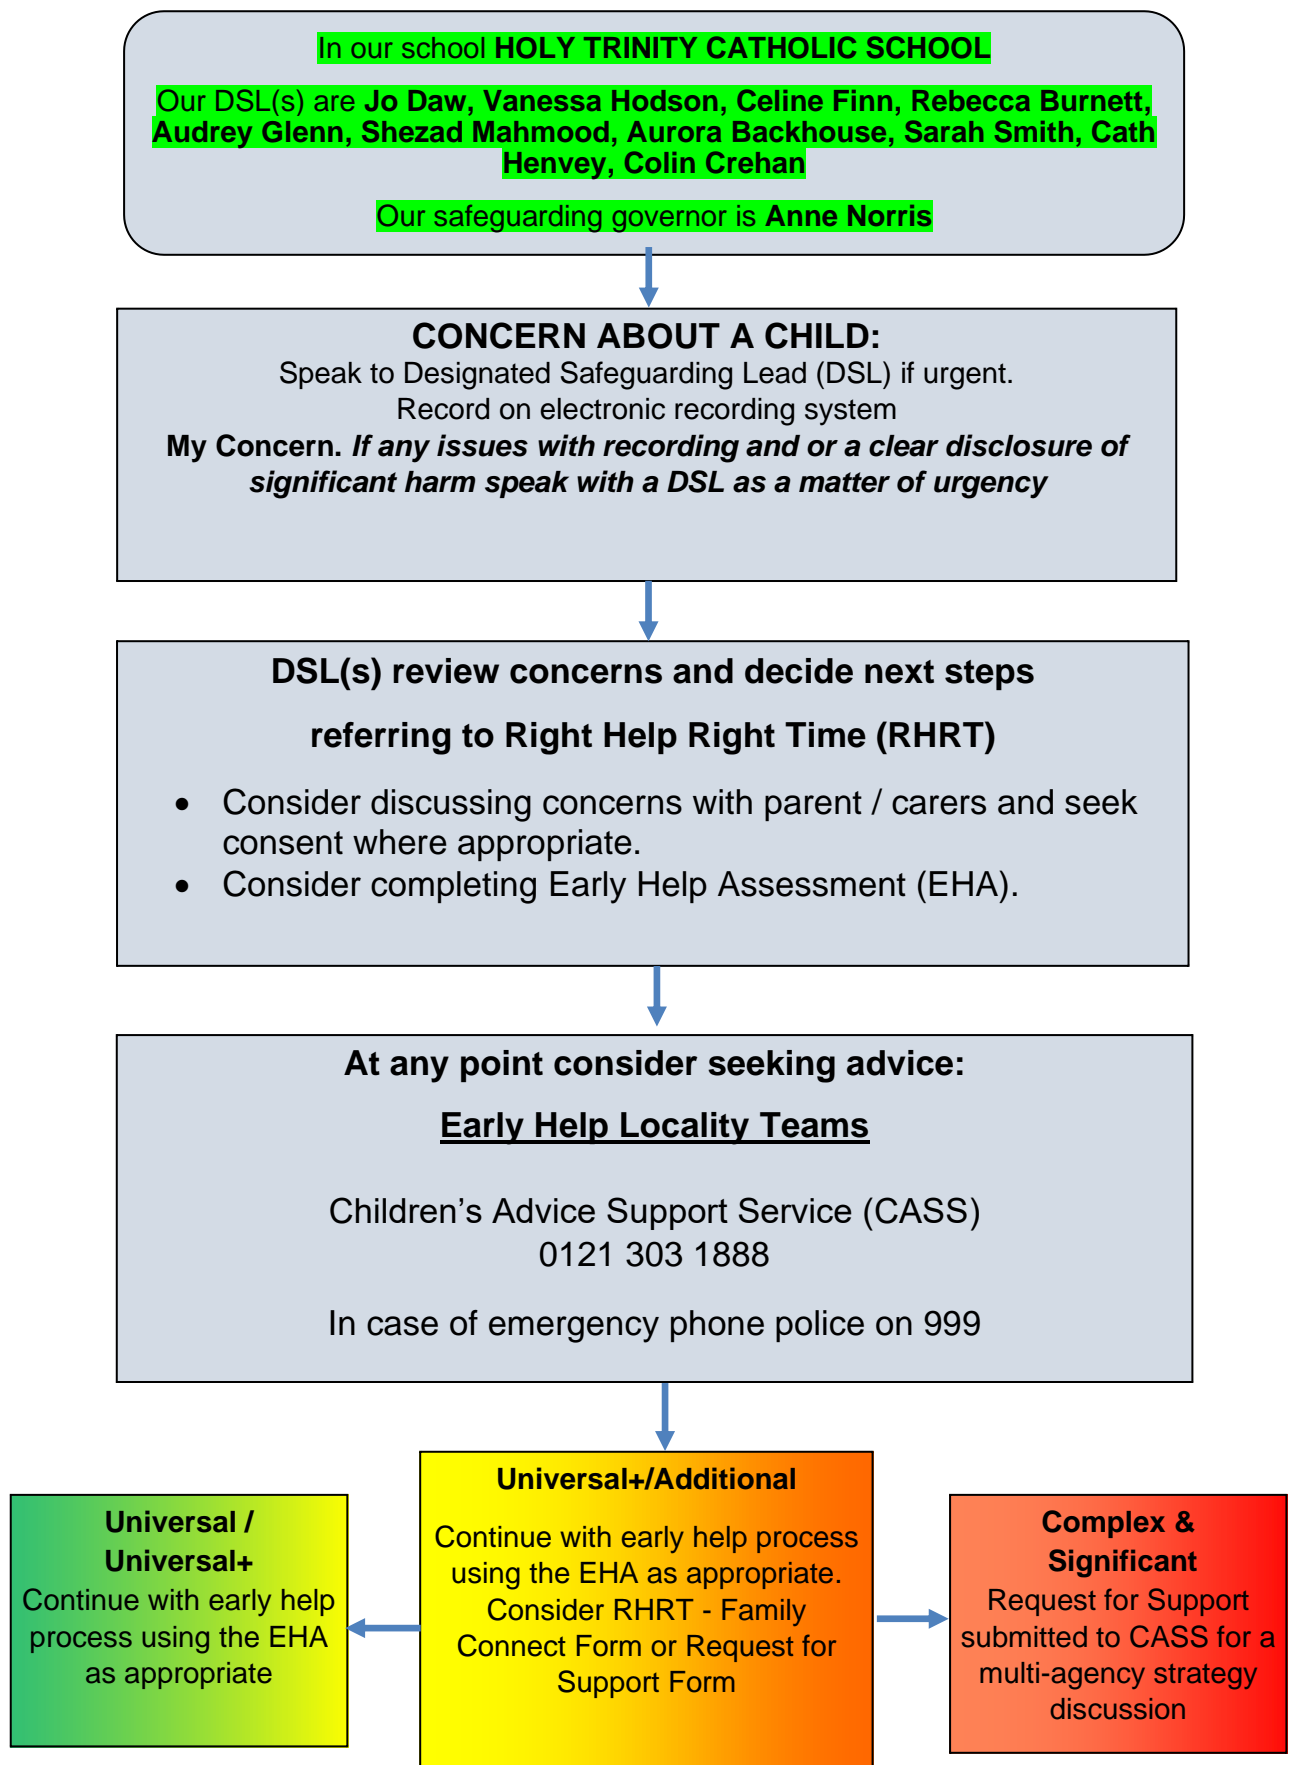 In our school HOLY TRINITY CATHOLIC SCHOOL
Our DSL(s) are Jo Daw, Vanessa Hodson, Celine Finn, Rebecca Burnett,
Audrey Glenn, Shezad Mahmood, Aurora Backhouse, Sarah Smith, Cath
Henvey, Colin Crehan
Our safeguarding governor is Anne Norris
CONCERN ABOUT A CHILD:
Speak to Designated Safeguarding Lead (DSL) if urgent.
Record on electronic recording system
My Concern. If any issues with recording and or a clear disclosure of
significant harm speak with a DSL as a matter of urgency
DSL(s) review concerns and decide next steps
referring to Right Help Right Time (RHRT)
• Consider discussing concerns with parent / carers and seek
consent where appropriate.
• Consider completing Early Help Assessment (EHA).
At any point consider seeking advice:
Early Help Locality Teams
Children’s Advice Support Service (CASS)
0121 303 1888
In case of emergency phone police on 999
Universal /
Universal+
Continue with early help
process using the EHA
as appropriate
Universal+/Additional
Continue with early help process
using the EHA as appropriate.
Consider RHRT - Family
Connect Form or Request for
Support Form
Complex &
Significant
Request for Support
submitted to CASS for a
multi-agency strategy
discussion